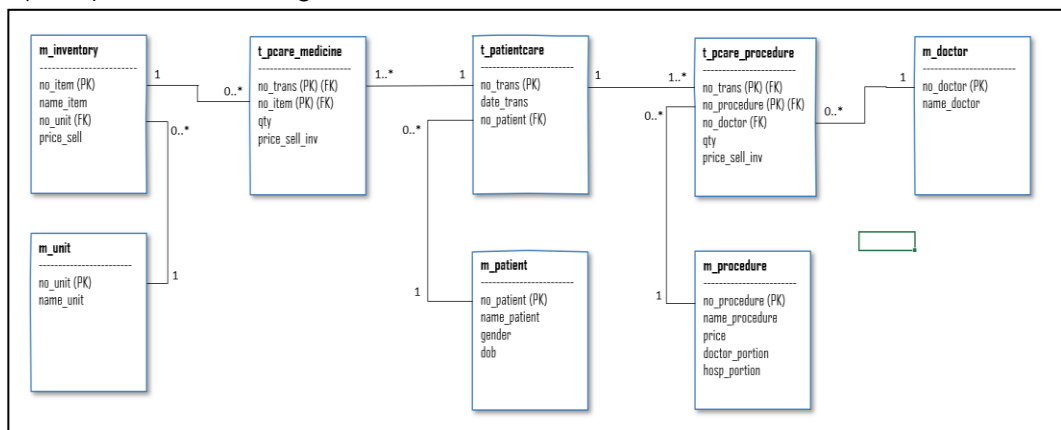 m_inventory
------------------------
no_item (PK)
name_item
no_unit (FK)
price_sell
t_pcare_medicine
------------------------
no_trans (PK) (FK)
no_item (PK) (FK)
qty
price_sell_inv
t_patientcare
------------------------
no_trans (PK)
date_trans
no_patient (FK)
t_pcare_procedure
------------------------
no_trans (PK) (FK)
no_procedure (PK) (FK)
no_doctor (FK)
qty
price_sell_inv
m_doctor
------------------------
no_doctor (PK)
name_doctor
1
0..*
1..*
1
1
1..*
0..*
1
0..*
0..*
0..*
m_unit
------------------------
no_unit (PK)
name_unit
1
m_patient
------------------------
no_patient (PK)
name_patient
gender
dob
1
m_procedure
------------------------
no_procedure (PK)
name_procedure
price
doctor_portion
hosp_portion
1